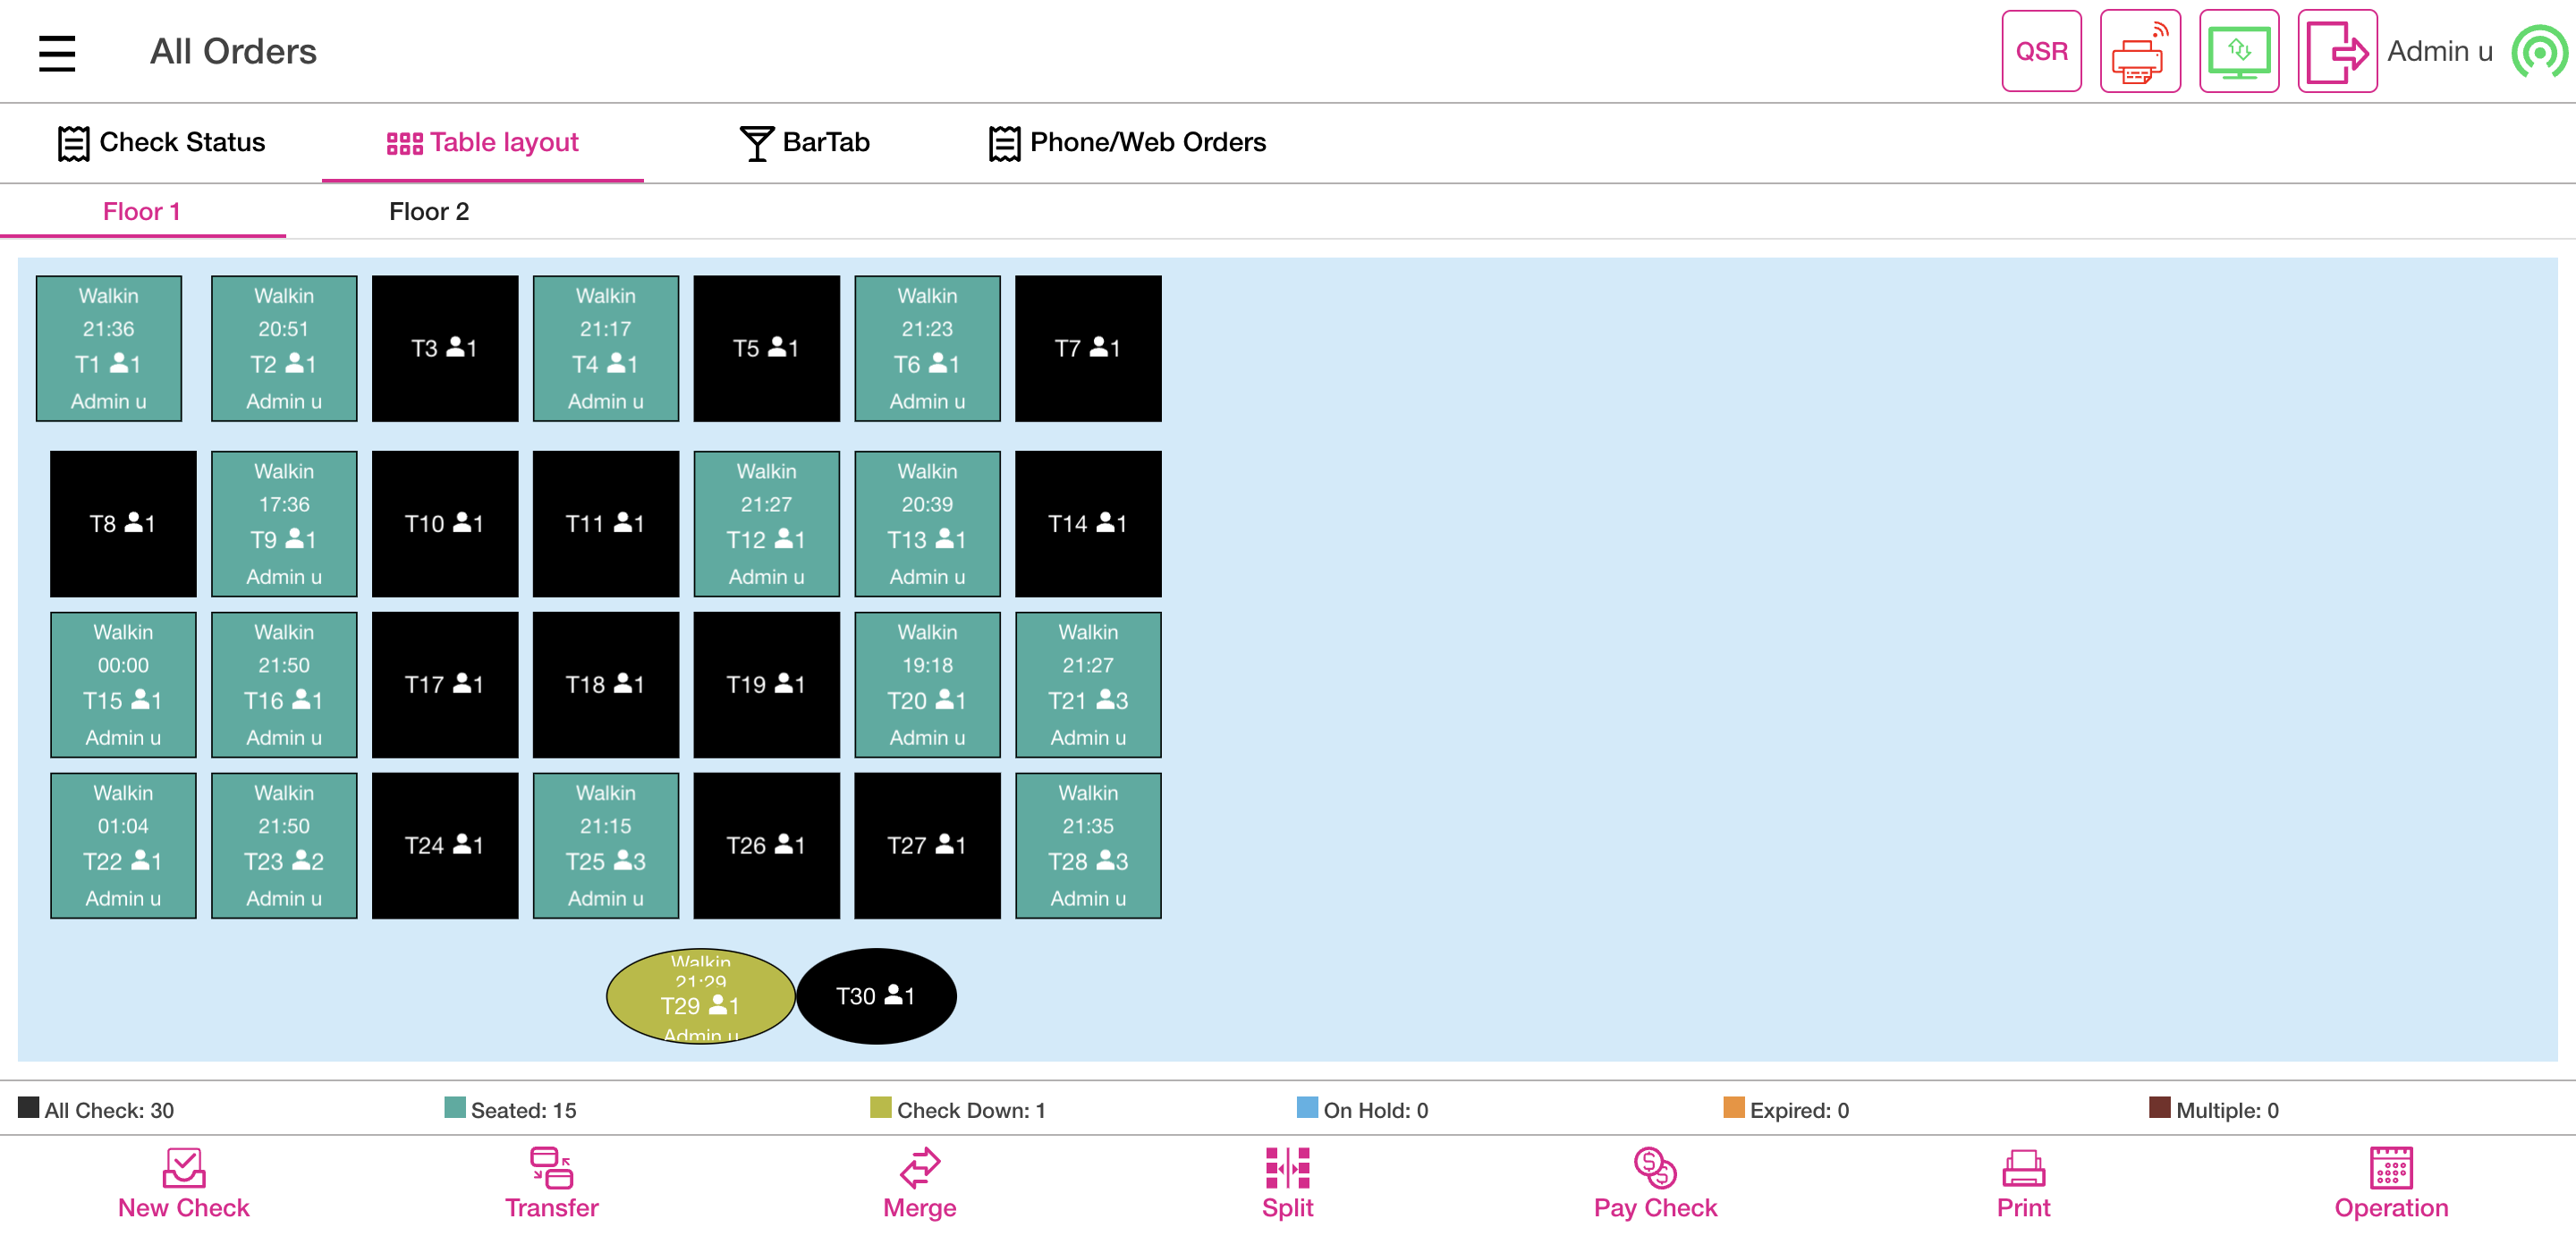 All Orders
QSR
Admin u
Check Status
Table layout
BarTab
Phone/Web Orders
Floor 1
Floor 2
Walkin
21:36
T1 1
Admin u
Walkin
20:51
T2 1
Admin u
T3 1
Walkin
21:17
T4 1
Admin u
T5 1
Walkin
21:23
T6 1
Admin u
T7 1
T8 1
Walkin
17:36
T9 1
Admin u
T10 1
T11 1
Walkin
21:27
T12 1
Admin u
Walkin
20:39
T13 1
Admin u
T14 1
Walkin
00:00
T15 1
Admin u
Walkin
21:50
T16 1
Admin u
T17 1
T18 1
T19 1
Walkin
19:18
T20 1
Admin u
Walkin
21:27
T21 3
Admin u
Walkin
01:04
T22 1
Admin u
Walkin
21:50
T23 2
Admin u
T24 1
Walkin
21:15
T25 3
Admin u
T26 1
T27 1
Walkin
21:35
T28 3
Admin u
Walkin
21:29
T29 1
Admin u
T30 1
All Check: 30
Seated: 15
Check Down: 1
On Hold: 0
Expired: 0
Multiple: 0
New Check
Transfer
Merge
Split
Pay Check
Print
Operation